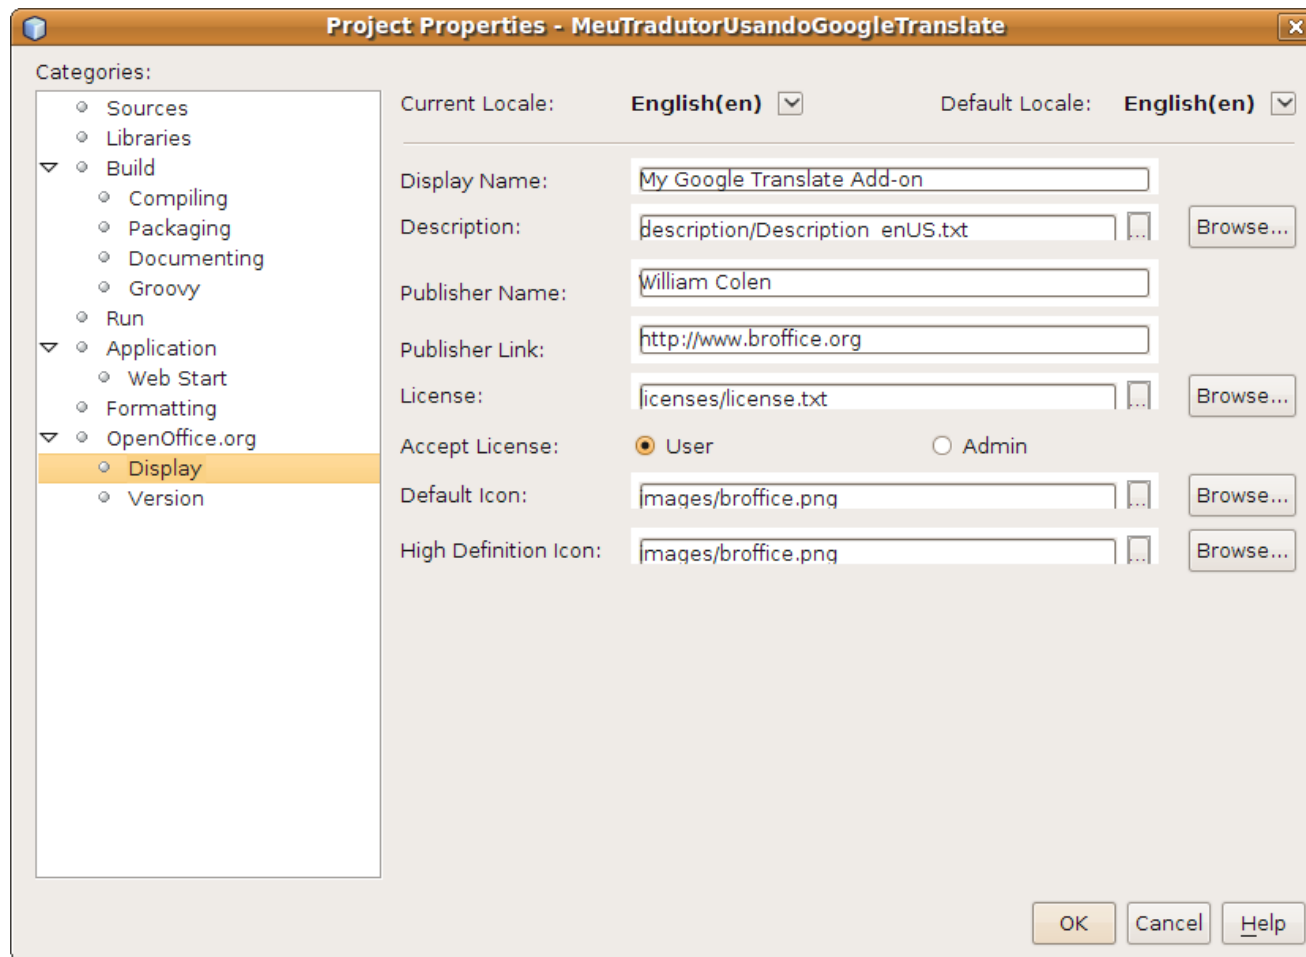 Project Properties - MeuTradutorUsandoGoogleTranslate
Categories:
Sources
Libraries
Build
Compiling
Packaging
Documenting
Groovy
Run
Application
Web Start
Formatting
OpenOffice.org
Display
Version
Current Locale: English(en) Default Locale: English(en)
Display Name: My Google Translate Add-on
Description: description/Description_enUS.txt ... Browse...
Publisher Name: William Colen
Publisher Link: http://www.broffice.org
License: licenses/license.txt ... Browse...
Accept License: User Admin
Default Icon: images/broffice.png ... Browse...
High Definition Icon: images/broffice.png ... Browse...
OK Cancel Help